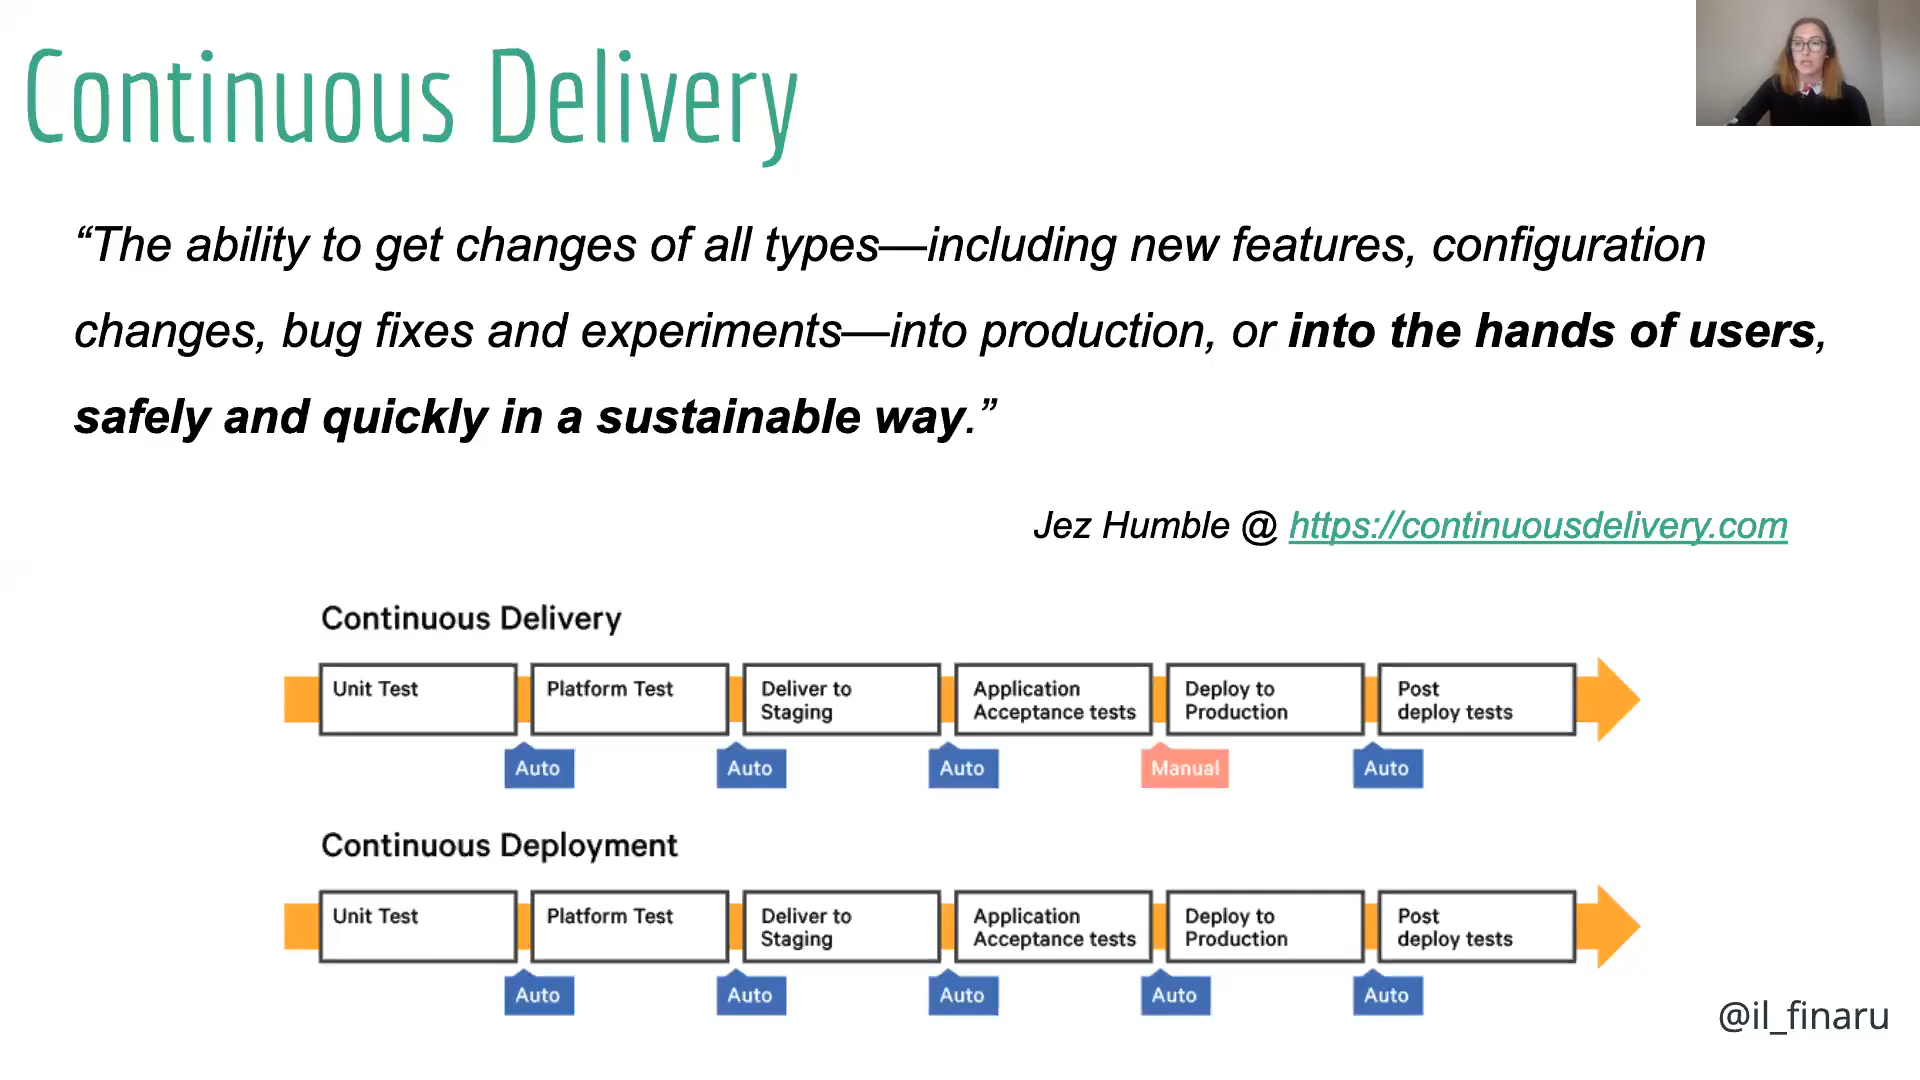 Continuous Delivery
“The ability to get changes of all types—including new features, configuration
changes, bug fixes and experiments—into production, or into the hands of users,
safely and quickly in a sustainable way.”
Jez Humble @ https://continuousdelivery.com
Continuous Delivery
Unit Test
Platform Test
Deliver to
Staging
Application
Acceptance tests
Deploy to
Production
Post
deploy tests
Auto
Auto
Auto
Manual
Auto
Continuous Deployment
Unit Test
Platform Test
Deliver to
Staging
Application
Acceptance tests
Deploy to
Production
Post
deploy tests
Auto
Auto
Auto
Auto
Auto
@il_finaru